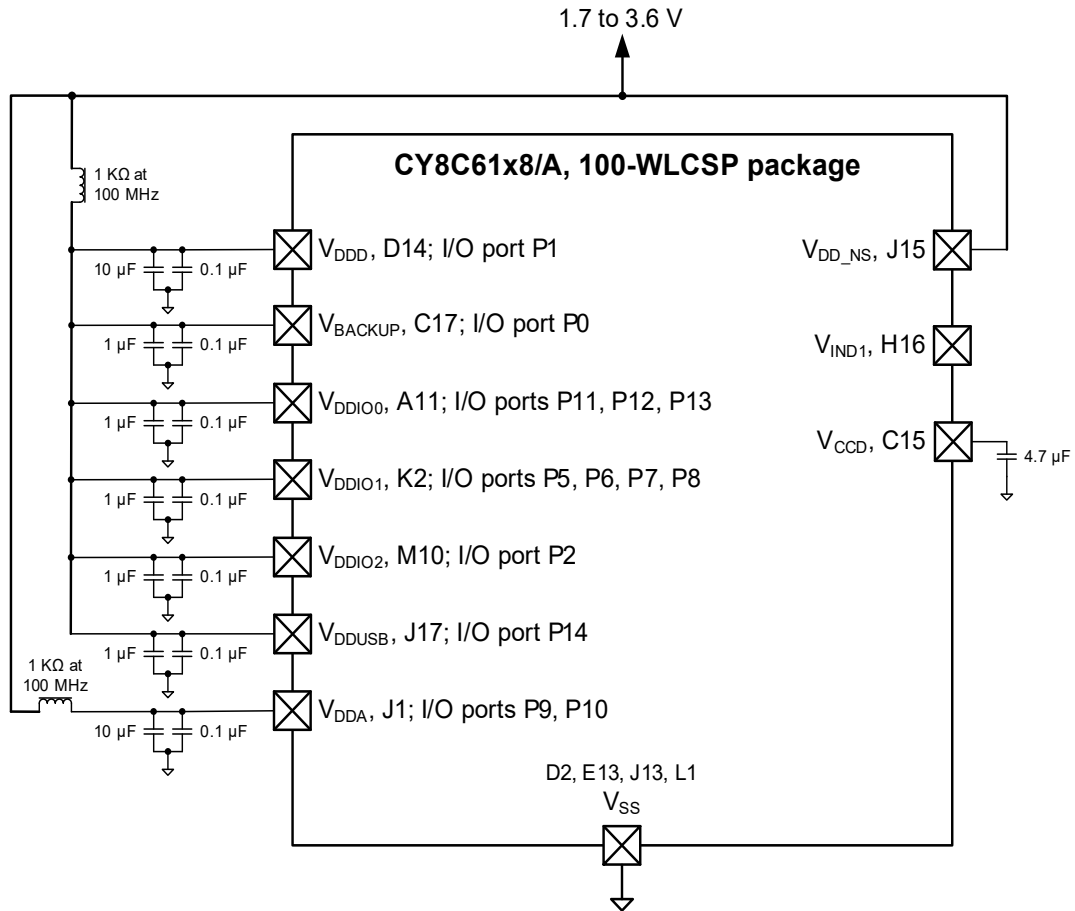 1.7 to 3.6 V
CY8C61x8/A, 100-WLCSP package
1 KΩ at
100 MHz
10 µF
0.1 µF
VDDD, D14; I/O port P1
VDD_NS, J15
1 µF
0.1 µF
VBACKUP, C17; I/O port P0
VIND1, H16
1 µF
0.1 µF
VDDIO0, A11; I/O ports P11, P12, P13
VCCD, C15
4.7 µF
1 µF
0.1 µF
VDDIO1, K2; I/O ports P5, P6, P7, P8
1 µF
0.1 µF
VDDIO2, M10; I/O port P2
1 µF
0.1 µF
VDDUSB, J17; I/O port P14
1 KΩ at
100 MHz
10 µF
0.1 µF
VDDA, J1; I/O ports P9, P10
D2, E13, J13, L1
VSS